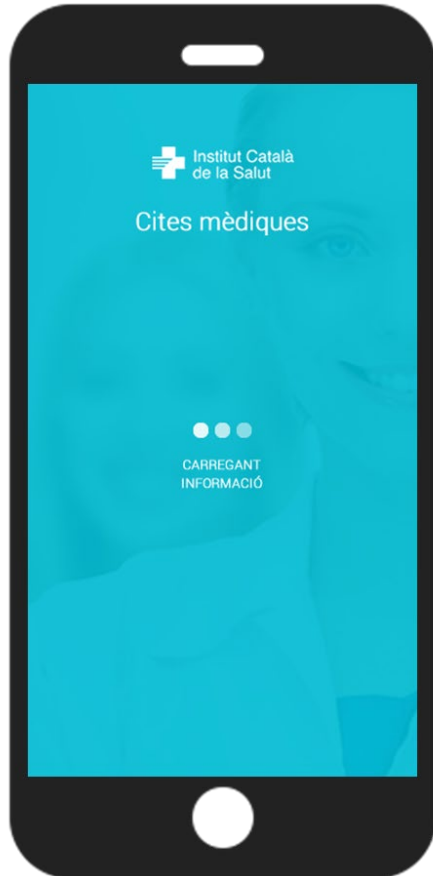 Institut Català
de la Salut
Cites mèdiques
CARREGANT
INFORMACIÓ